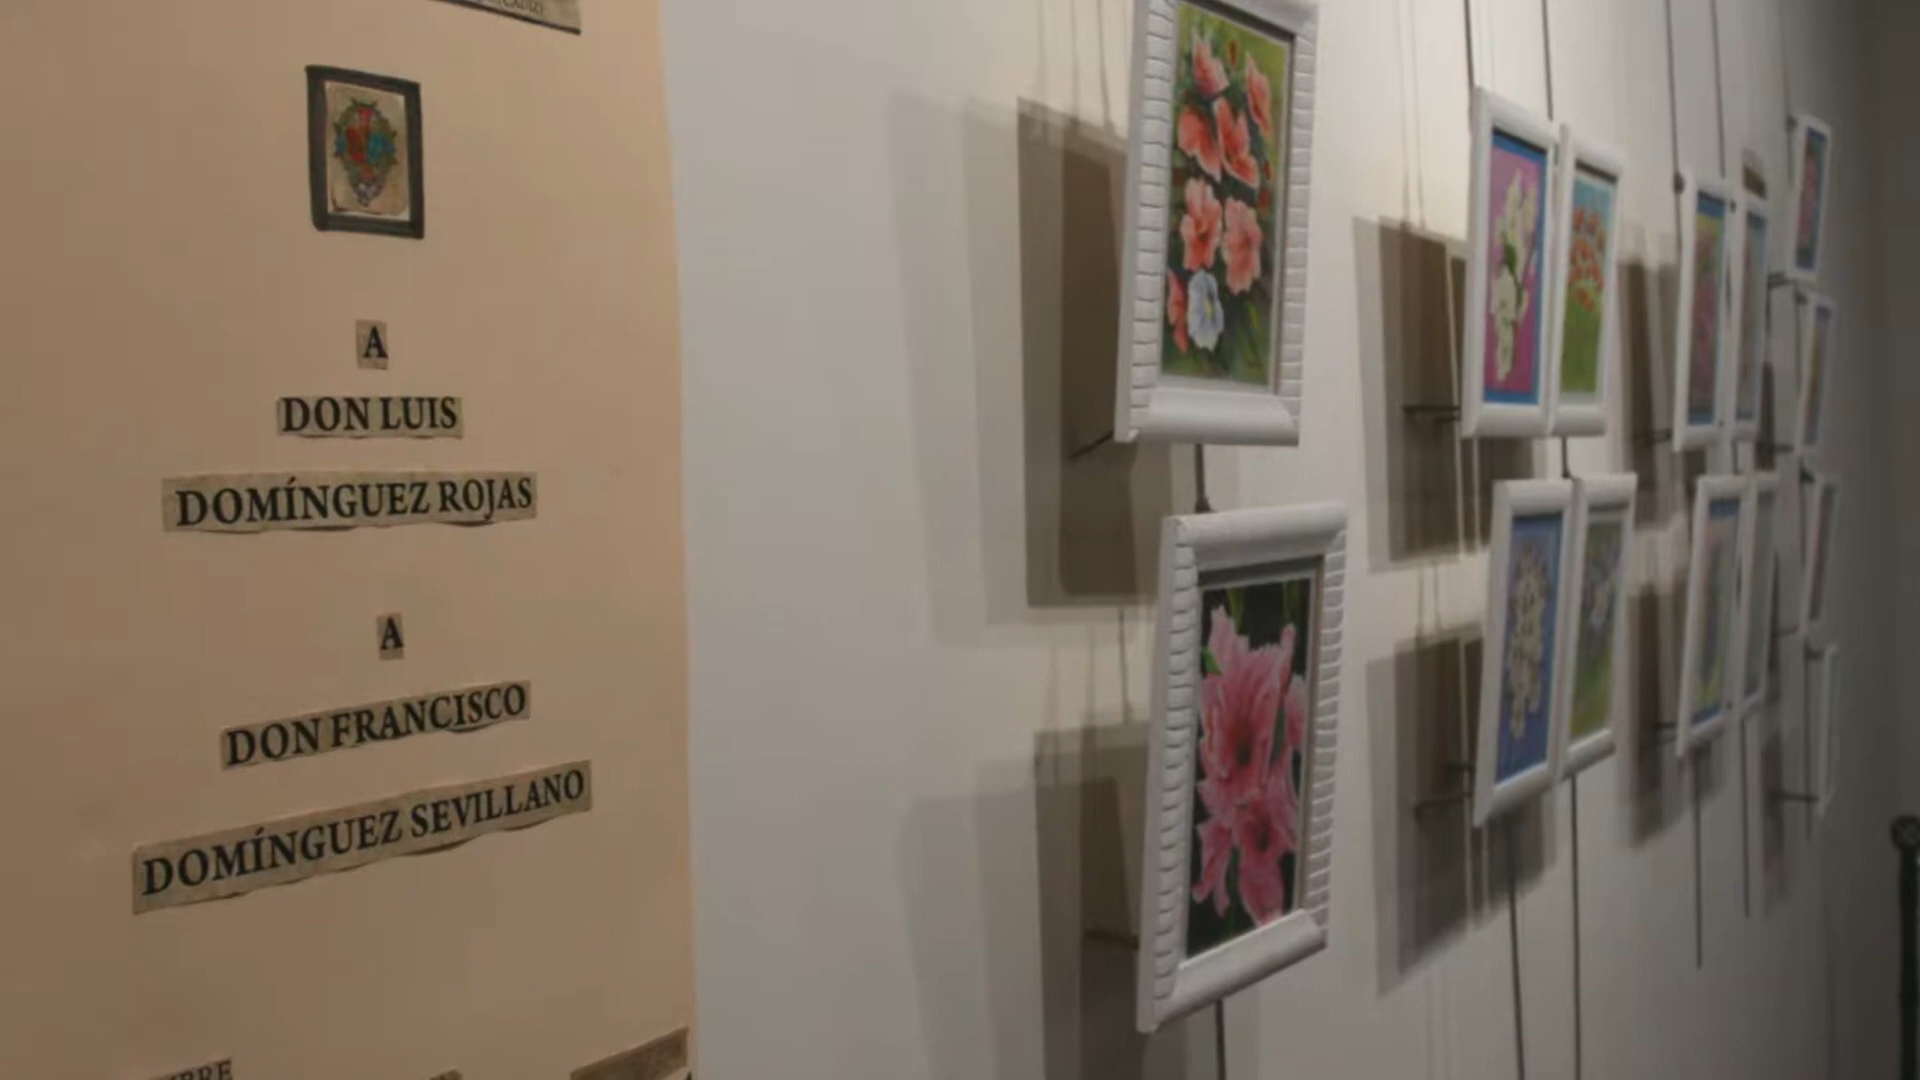 A
DON LUIS
DOMÍNGUEZ ROJAS
A
DON FRANCISCO
DOMÍNGUEZ SEVILLANO